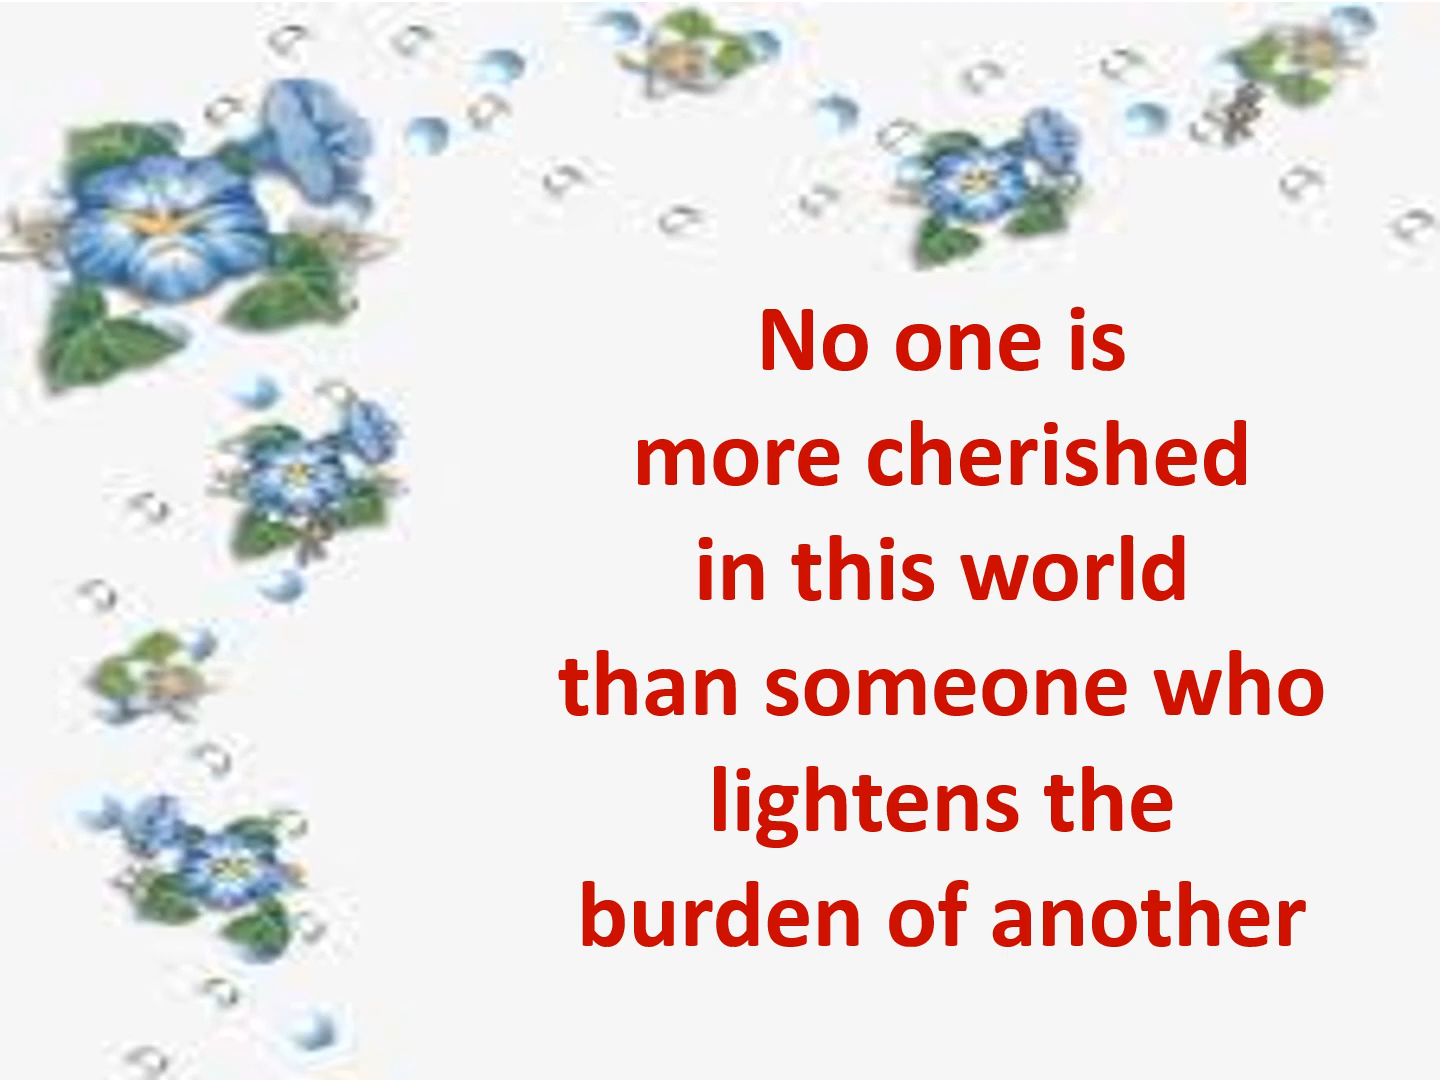 No one is
more cherished
in this world
than someone who
lightens the
burden of another